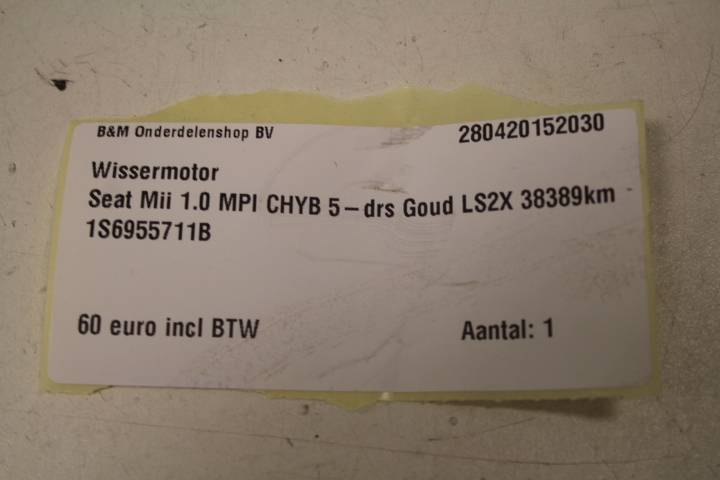 B&M Onderdelenshop BV 280420152030
Wissermotor
Seat Mii 1.0 MPI CHYB 5-drs Goud LS2X 38389km
1S6955711B
60 euro incl BTW Aantal: 1